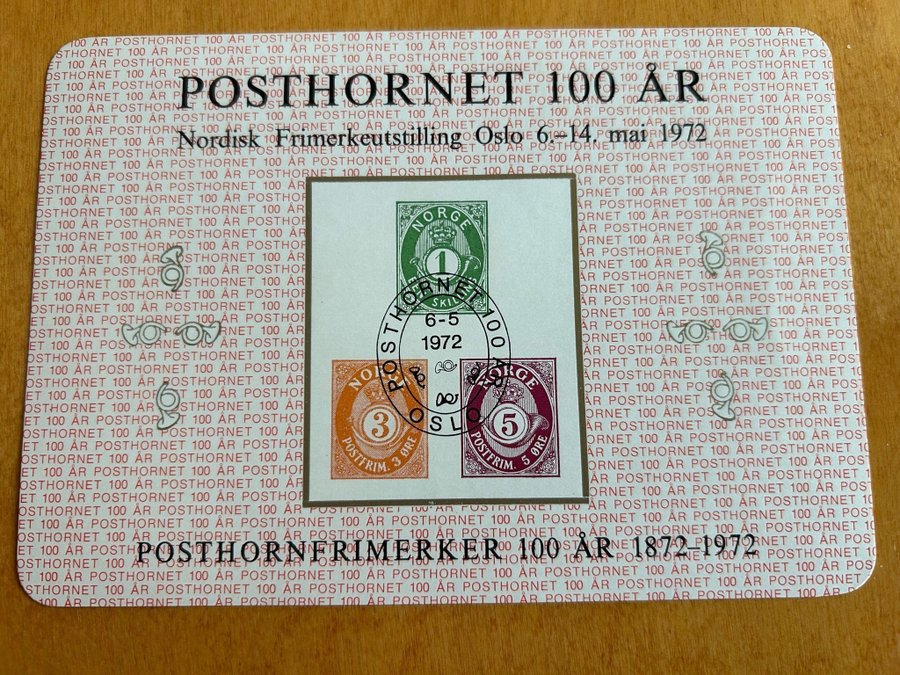 POSTHORNET 100 ÅR
Nordisk Frimerkeutstilling Oslo 6.–14. mai 1972
NORGE
1
SKILL
POSTHORNET 100 ÅR
6-5
1972
OSLO
NORGE
3
POSTFRIM. 3 ØRE
NORGE
5
POSTFRIM. 5 ØRE
POSTHORNFRIMERKER 100 ÅR 1872–1972